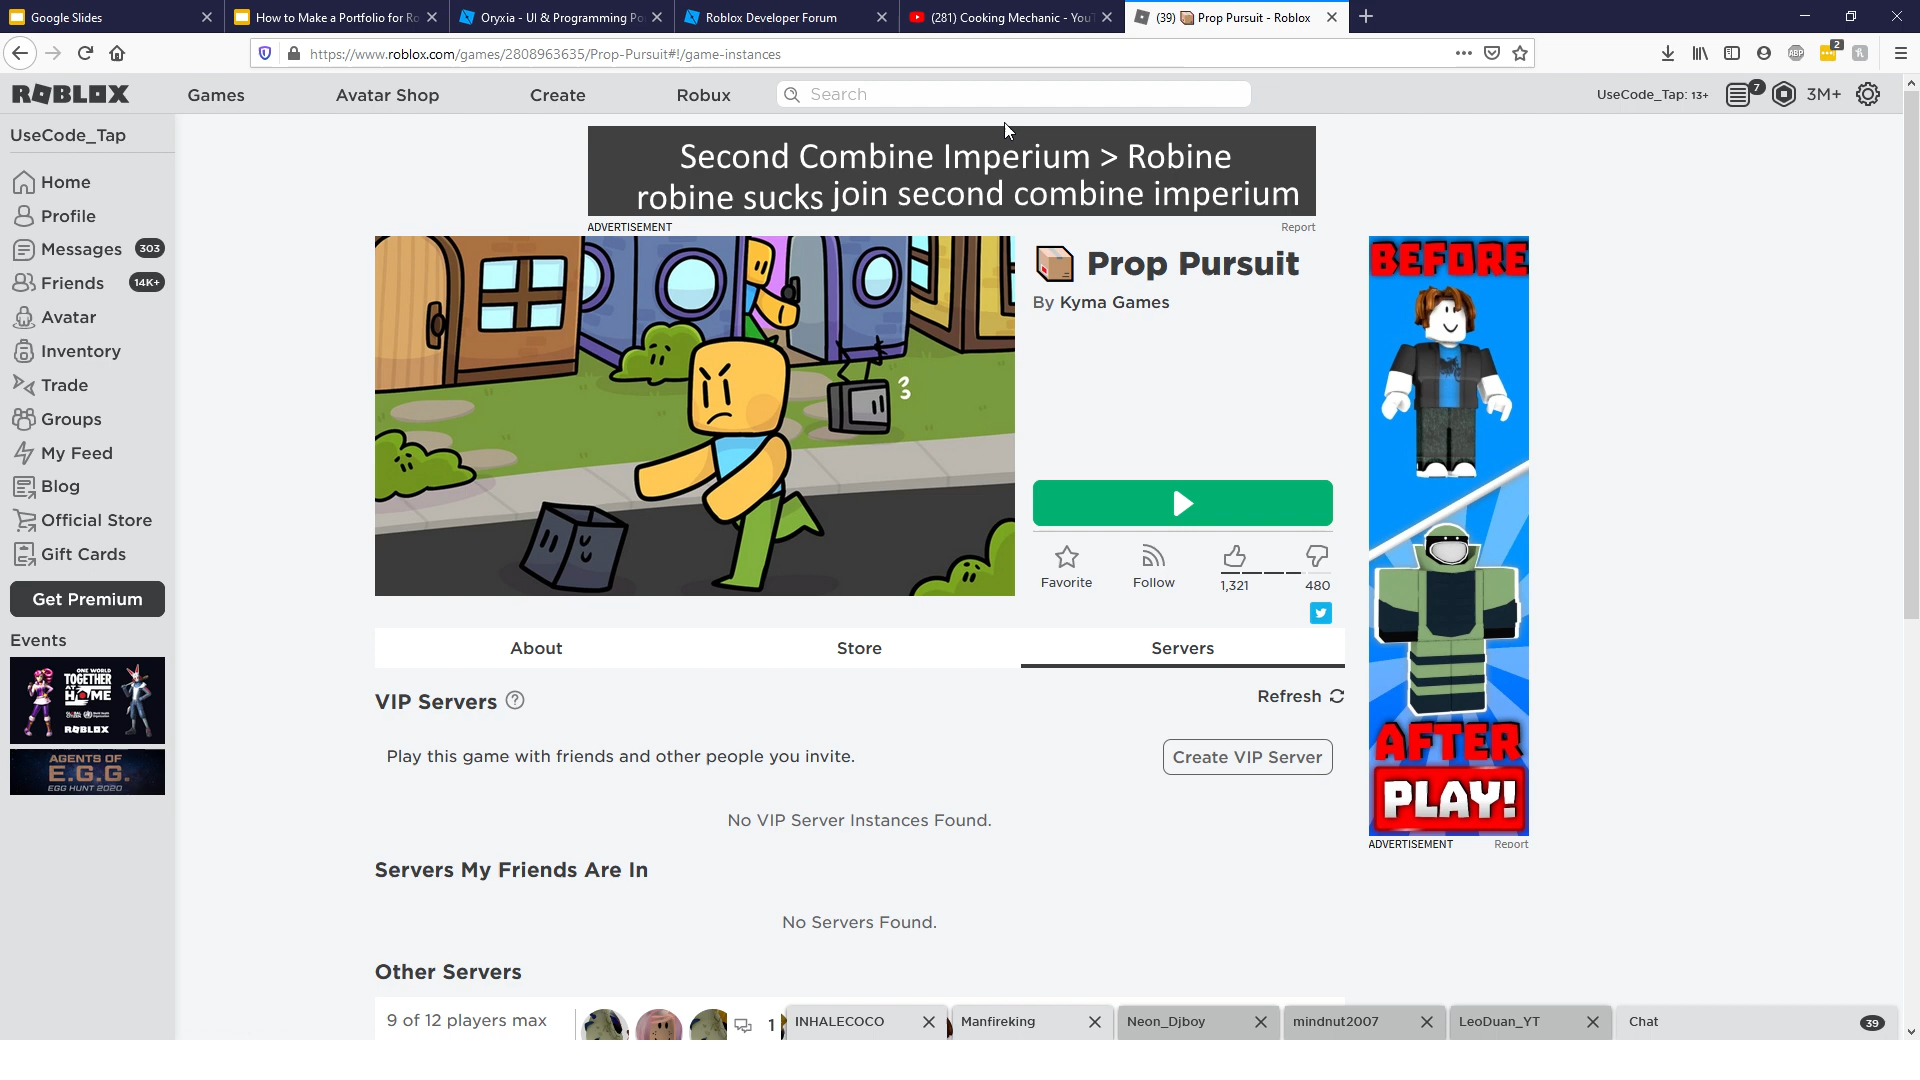 Google Slides
How to Make a Portfolio for Ro
Oryxia - UI & Programming Po
Roblox Developer Forum
(281) Cooking Mechanic - YouT
(39) Prop Pursuit - Roblox
https://www.roblox.com/games/2808963635/Prop-Pursuit#!/game-instances
ABP
2
ROBLOX
Games
Avatar Shop
Create
Robux
Search
UseCode_Tap: 13+
7
3M+
UseCode_Tap
Home
Profile
Messages 303
Friends 14K+
Avatar
Inventory
Trade
Groups
My Feed
Blog
Official Store
Gift Cards
Get Premium
Events
ONE WORLD
TOGETHER
AT HOME
ROBLOX
AGENTS OF
E.G.G.
EGG HUNT 2020
Second Combine Imperium > Robine
robine sucks join second combine imperium
ADVERTISEMENT
Report
Prop Pursuit
By Kyma Games
Favorite
Follow
1,321
480
About
Store
Servers
VIP Servers
Refresh
Play this game with friends and other people you invite.
Create VIP Server
No VIP Server Instances Found.
Servers My Friends Are In
No Servers Found.
Other Servers
9 of 12 players max
1
BEFORE
AFTER
PLAY!
ADVERTISEMENT
Report
INHALECOCO
Manfireking
Neon_Djboy
mindnut2007
LeoDuan_YT
Chat
39